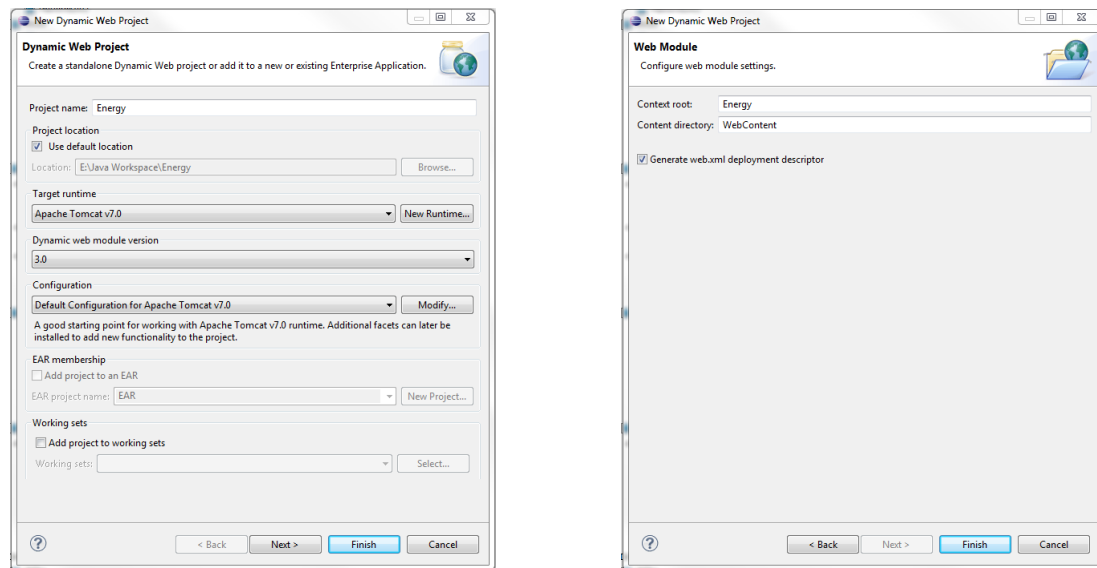 New Dynamic Web Project
Dynamic Web Project
Create a standalone Dynamic Web project or add it to a new or existing Enterprise Application.
Project name: Energy
Project location
Use default location
Location: E:\Java Workspace\Energy Browse...
Target runtime
Apache Tomcat v7.0 New Runtime...
Dynamic web module version
3.0
Configuration
Default Configuration for Apache Tomcat v7.0 Modify...
A good starting point for working with Apache Tomcat v7.0 runtime. Additional facets can later be
installed to add new functionality to the project.
EAR membership
Add project to an EAR
EAR project name: EAR New Project...
Working sets
Add project to working sets
Working sets: Select...
? < Back Next > Finish Cancel
New Dynamic Web Project
Web Module
Configure web module settings.
Context root: Energy
Content directory: WebContent
Generate web.xml deployment descriptor
? < Back Next > Finish Cancel